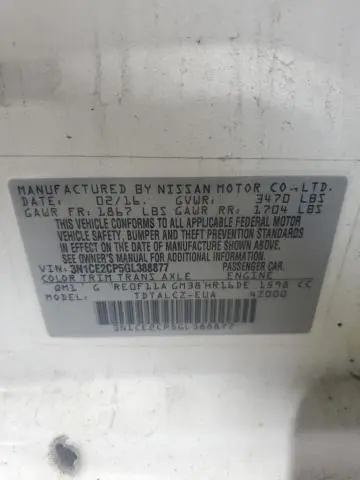 MANUFACTURED BY NISSAN MOTOR CO.,LTD.
DATE: 02/16. GVWR: 3470 LBS
GAWR FR: 1867 LBS GAWR RR: 1704 LBS
THIS VEHICLE CONFORMS TO ALL APPLICABLE FEDERAL MOTOR
VEHICLE SAFETY, BUMPER, AND THEFT PREVENTION STANDARDS
IN EFFECT ON THE DATE OF MANUFACTURE SHOWN ABOVE.
SEE OWNER'S MANUAL FOR ADDITIONAL INFORMATION.
VIN: 3N1CE2CP5GL388877 PASSENGER CAR.
COLOR TRIM TRANS AXLE ENGINE
QM1 G RE0F11A GM38 HR16DE 1598 CC
MODEL: TDYALCZ-EUA 42000
3N1CE2CP5GL388877